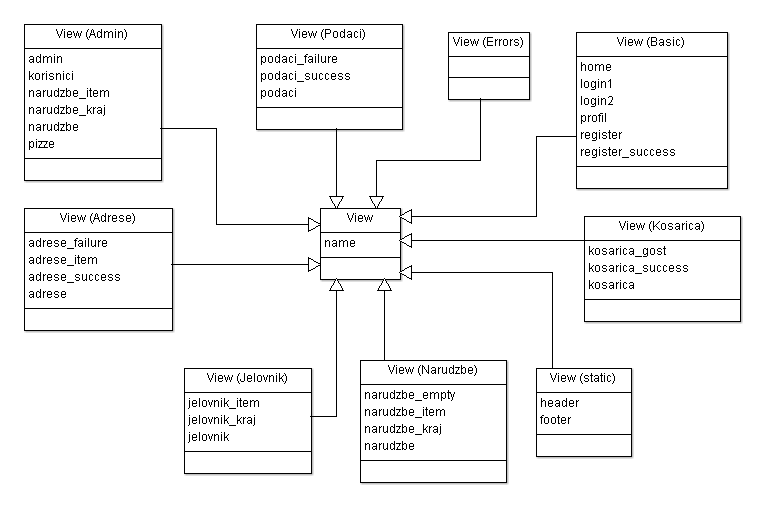 View (Admin)
admin
korisnici
narudzbe_item
narudzbe_kraj
narudzbe
pizze
View (Podaci)
podaci_failure
podaci_success
podaci
View (Errors)
View (Basic)
home
login1
login2
profil
register
register_success
View (Adrese)
adrese_failure
adrese_item
adrese_success
adrese
View
name
View (Kosarica)
kosarica_gost
kosarica_success
kosarica
View (Jelovnik)
jelovnik_item
jelovnik_kraj
jelovnik
View (Narudzbe)
narudzbe_empty
narudzbe_item
narudzbe_kraj
narudzbe
View (static)
header
footer